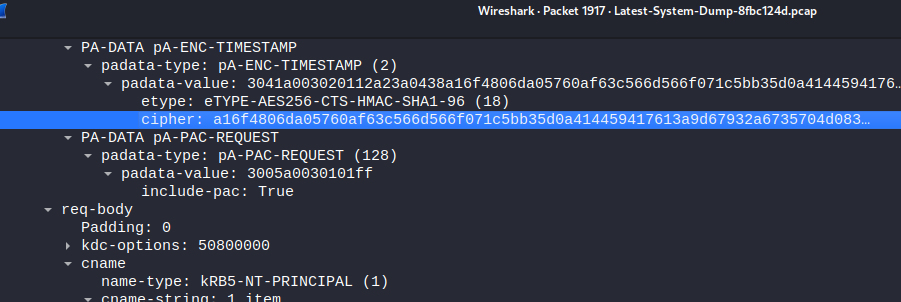 Wireshark · Packet 1917 · Latest-System-Dump-8fbc124d.pcap
PA-DATA pA-ENC-TIMESTAMP
padata-type: pA-ENC-TIMESTAMP (2)
padata-value: 3041a003020112a23a0438a16f4806da05760af63c566d566f071c5bb35d0a4144594176…
etype: eTYPE-AES256-CTS-HMAC-SHA1-96 (18)
cipher: a16f4806da05760af63c566d566f071c5bb35d0a414459417613a9d67932a6735704d083…
PA-DATA pA-PAC-REQUEST
padata-type: pA-PAC-REQUEST (128)
padata-value: 3005a0030101ff
include-pac: True
req-body
Padding: 0
kdc-options: 50800000
cname
name-type: kRB5-NT-PRINCIPAL (1)
cname-string: 1 item